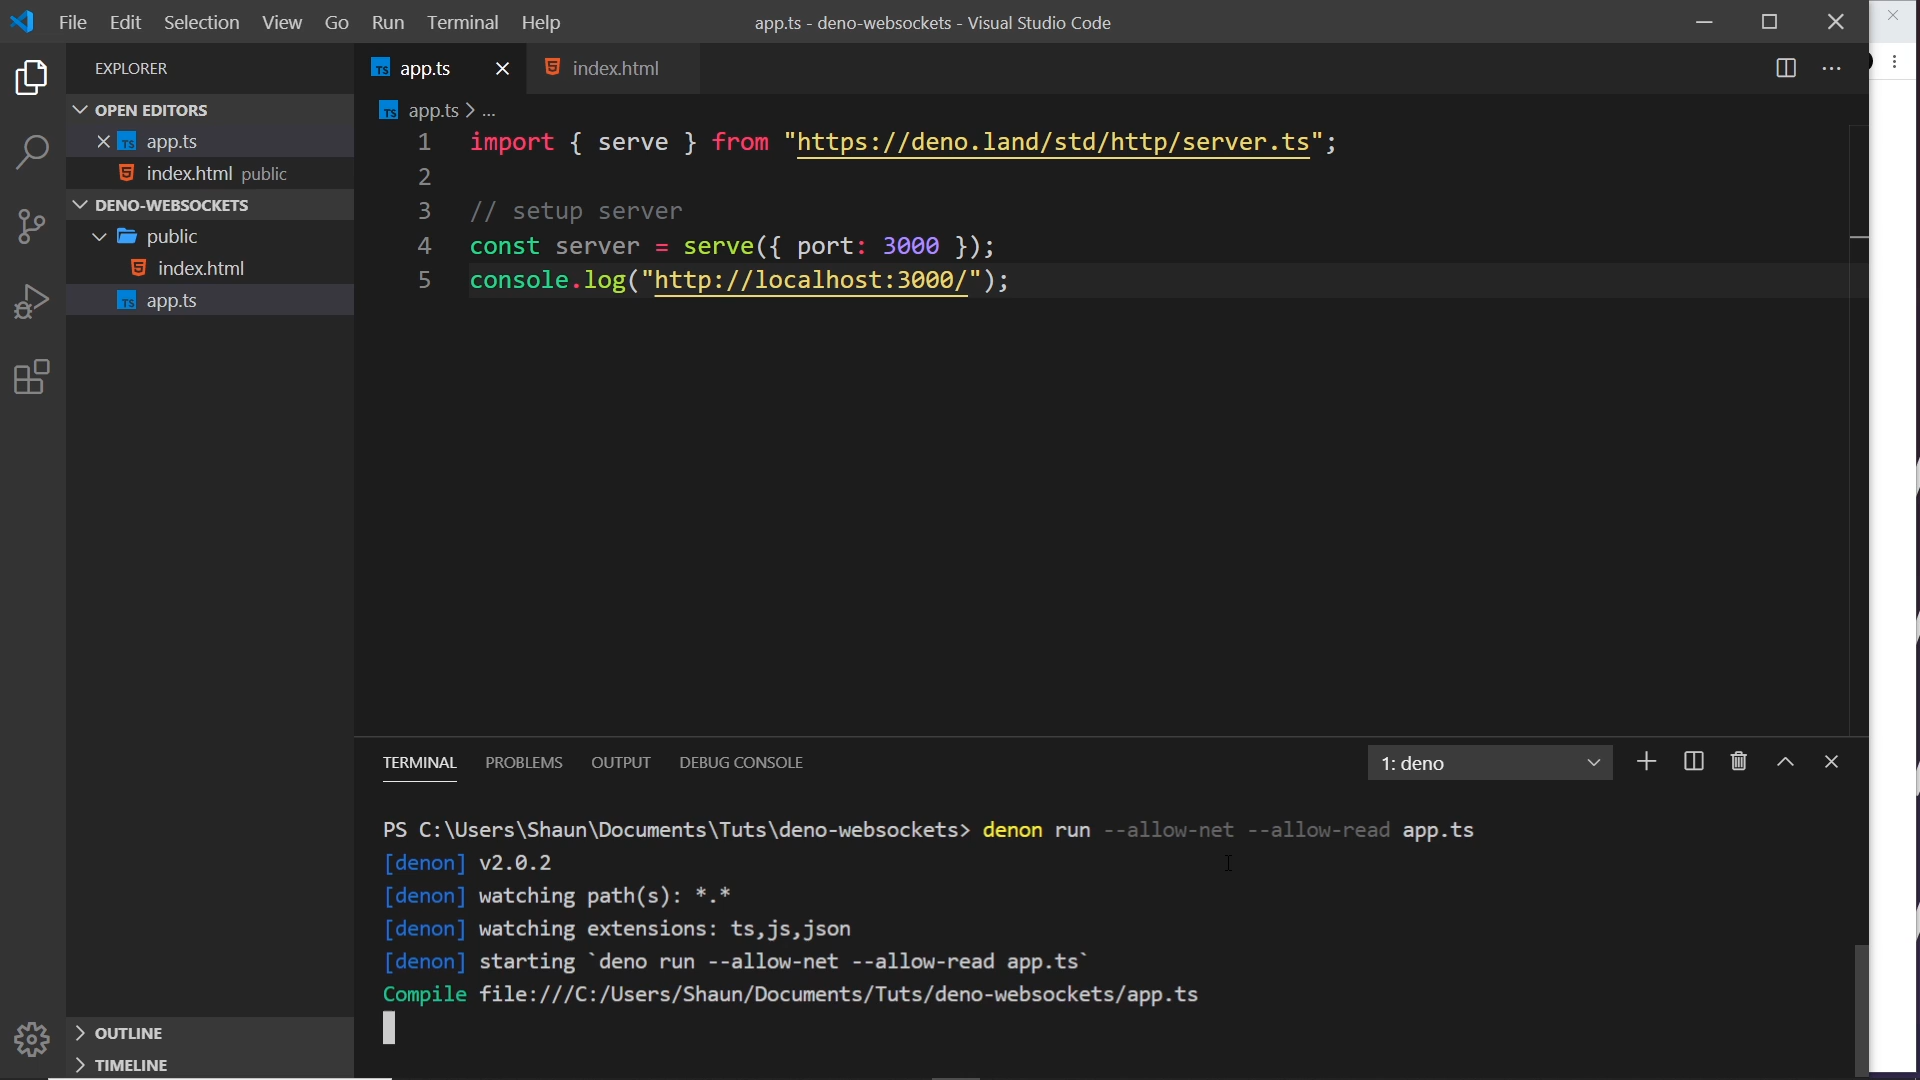 File Edit Selection View Go Run Terminal Help
app.ts - deno-websockets - Visual Studio Code
EXPLORER
OPEN EDITORS
TS app.ts
index.html public
DENO-WEBSOCKETS
public
index.html
TS app.ts
OUTLINE
TIMELINE
TS app.ts
index.html
TS app.ts > ...
1 import { serve } from "https://deno.land/std/http/server.ts";
2
3 // setup server
4 const server = serve({ port: 3000 });
5 console.log("http://localhost:3000/");
TERMINAL PROBLEMS OUTPUT DEBUG CONSOLE
1: deno
PS C:\Users\Shaun\Documents\Tuts\deno-websockets> denon run --allow-net --allow-read app.ts
[denon] v2.0.2
[denon] watching path(s): *.*
[denon] watching extensions: ts,js,json
[denon] starting `deno run --allow-net --allow-read app.ts`
Compile file:///C:/Users/Shaun/Documents/Tuts/deno-websockets/app.ts